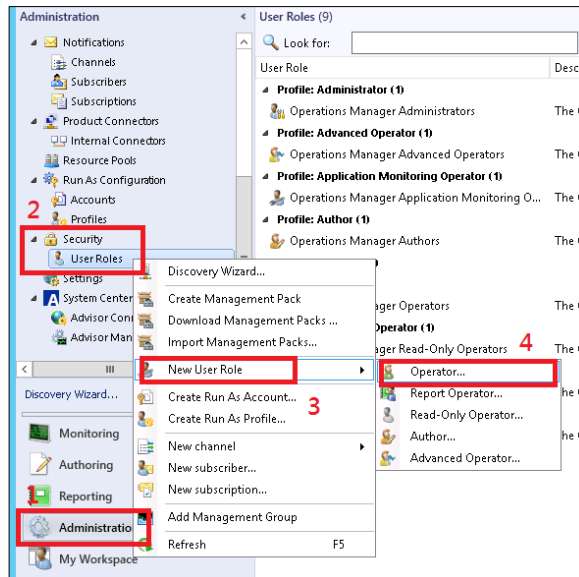 Administration
Notifications
Channels
Subscribers
Subscriptions
Product Connectors
Internal Connectors
Resource Pools
Run As Configuration
Accounts
2
Profiles
Security
User Roles
Settings
System Center
Advisor Con
Advisor Man
Discovery Wizard...
Monitoring
Authoring
1
Reporting
Administratio
My Workspace
User Roles (9)
Look for:
User Role
Desc
Profile: Administrator (1)
Operations Manager Administrators
The
Profile: Advanced Operator (1)
Operations Manager Advanced Operators
The
Profile: Application Monitoring Operator (1)
Operations Manager Application Monitoring O...
The
Profile: Author (1)
Operations Manager Authors
The
)
ager Operators
The
Operator (1)
ager Read-Only Operators
The
4
Discovery Wizard...
Create Management Pack
Download Management Packs ...
Import Management Packs...
New User Role
3
Create Run As Account...
Create Run As Profile...
New channel
New subscriber...
New subscription...
Add Management Group
Refresh F5
Operator...
Report Operator...
he
Read-Only Operator...
Author...
he
Advanced Operator...